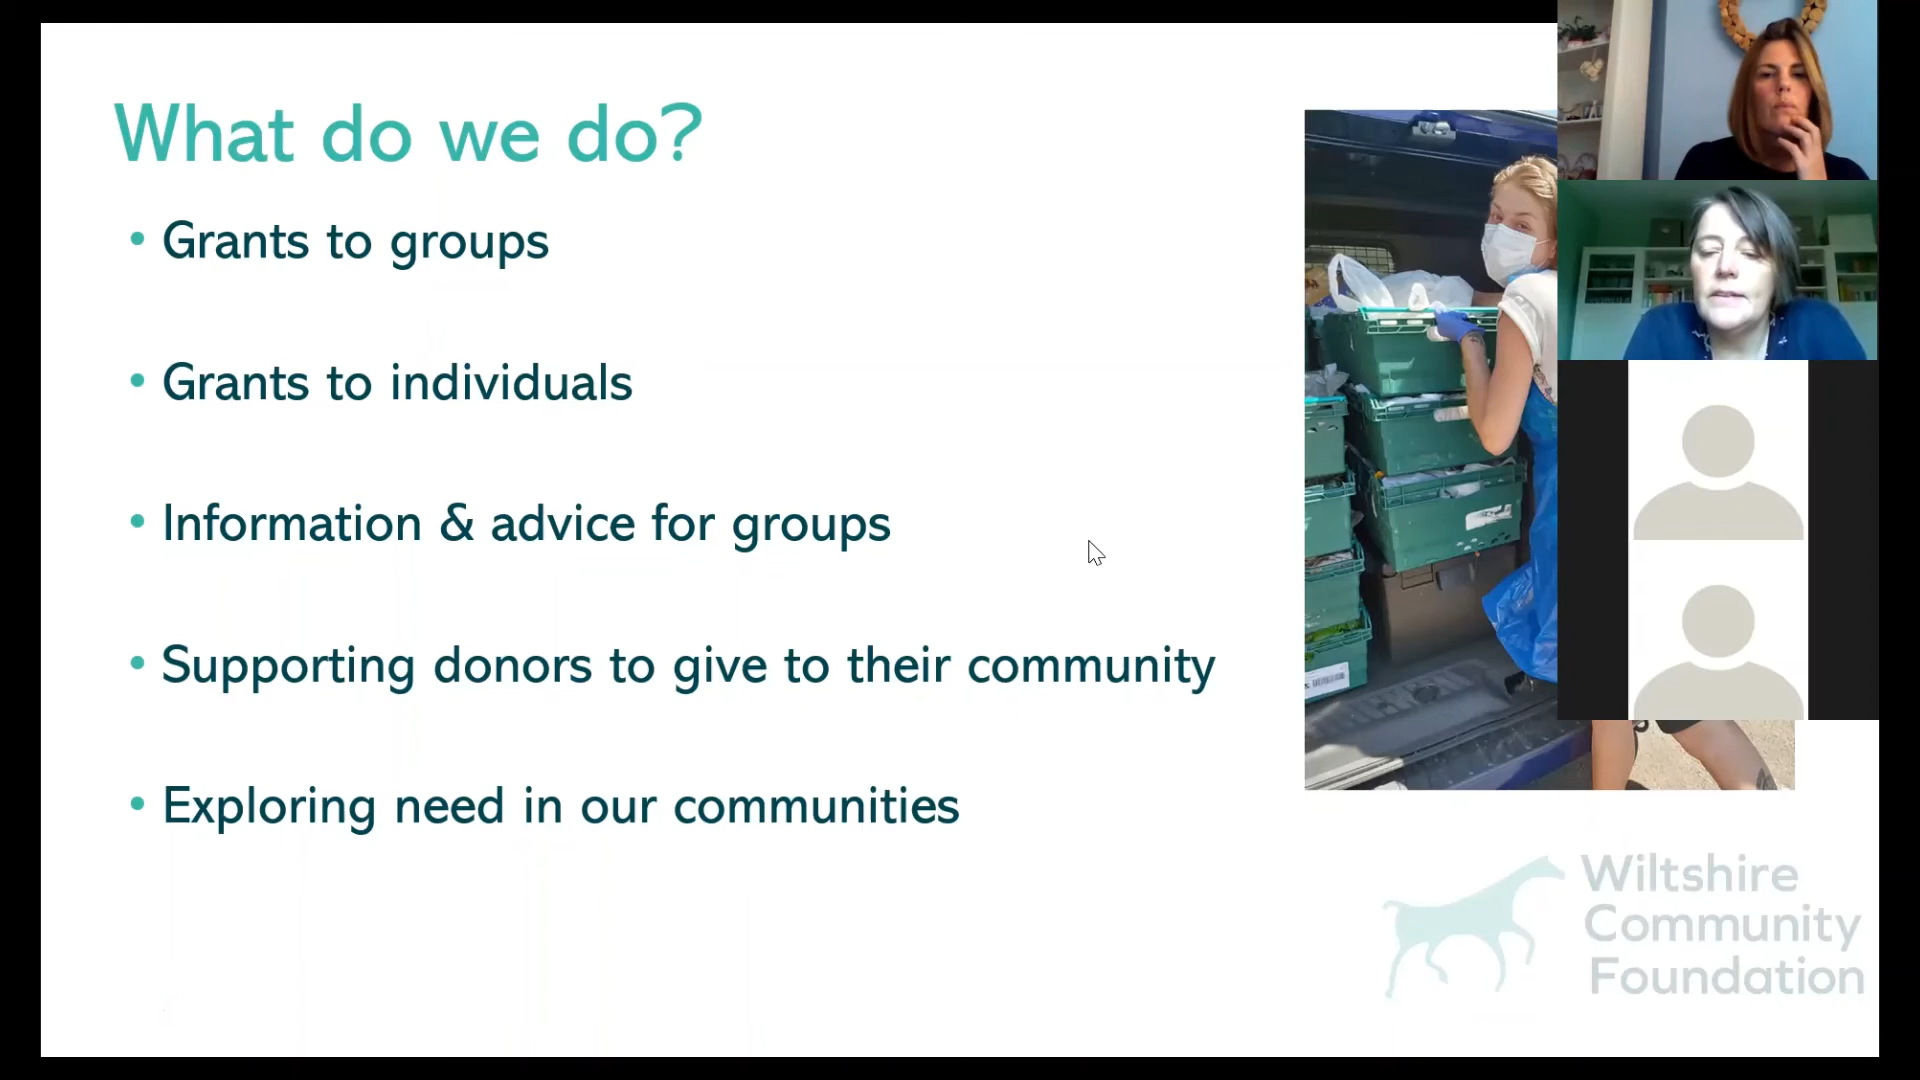 What do we do?
• Grants to groups
• Grants to individuals
• Information & advice for groups
• Supporting donors to give to their community
• Exploring need in our communities
Wiltshire
Community
Foundation